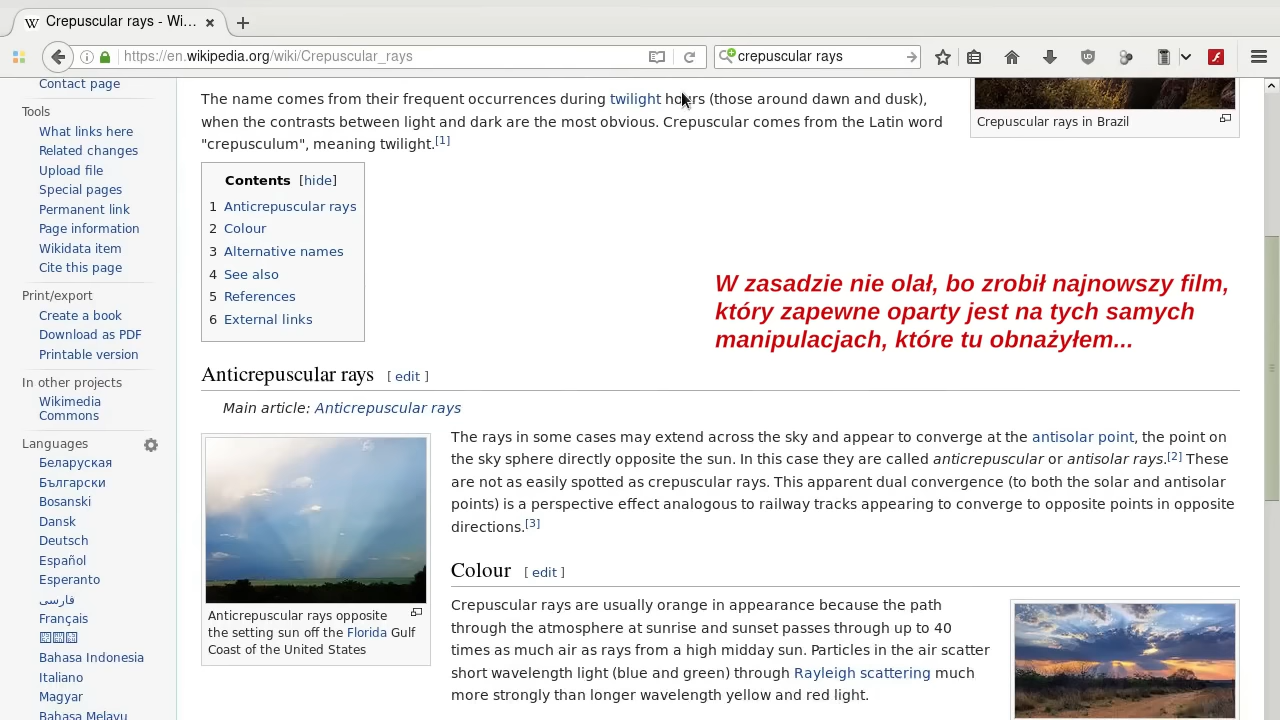 Crepuscular rays - Wi...
https://en.wikipedia.org/wiki/Crepuscular_rays
crepuscular rays
Contact page
Tools
What links here
Related changes
Upload file
Special pages
Permanent link
Page information
Wikidata item
Cite this page
Print/export
Create a book
Download as PDF
Printable version
In other projects
Wikimedia
Commons
Languages
Беларуская
Български
Bosanski
Dansk
Deutsch
Español
Esperanto
فارسی
Français
Bahasa Indonesia
Italiano
Magyar
Bahasa Melayu
The name comes from their frequent occurrences during twilight hours (those around dawn and dusk),
when the contrasts between light and dark are the most obvious. Crepuscular comes from the Latin word
"crepusculum", meaning twilight.[1]
Crepuscular rays in Brazil
Contents [hide]
1 Anticrepuscular rays
2 Colour
3 Alternative names
4 See also
5 References
6 External links
W zasadzie nie olał, bo zrobił najnowszy film,
który zapewne oparty jest na tych samych
manipulacjach, które tu obnażyłem...
Anticrepuscular rays [ edit ]
Main article: Anticrepuscular rays
Anticrepuscular rays opposite
the setting sun off the Florida Gulf
Coast of the United States
The rays in some cases may extend across the sky and appear to converge at the antisolar point, the point on
the sky sphere directly opposite the sun. In this case they are called anticrepuscular or antisolar rays.[2] These
are not as easily spotted as crepuscular rays. This apparent dual convergence (to both the solar and antisolar
points) is a perspective effect analogous to railway tracks appearing to converge to opposite points in opposite
directions.[3]
Colour [ edit ]
Crepuscular rays are usually orange in appearance because the path
through the atmosphere at sunrise and sunset passes through up to 40
times as much air as rays from a high midday sun. Particles in the air scatter
short wavelength light (blue and green) through Rayleigh scattering much
more strongly than longer wavelength yellow and red light.